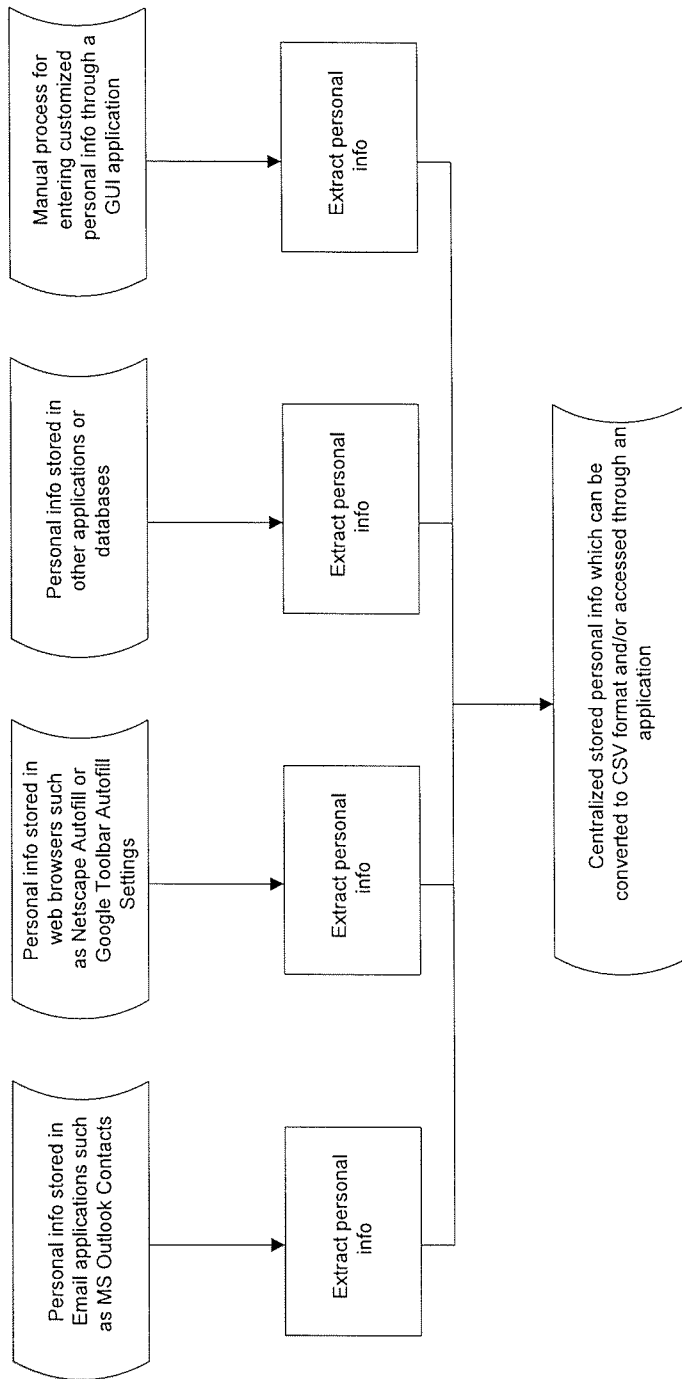 Personal info stored in
Email applications such
as MS Outlook Contacts
Personal info stored in
web browsers such
as Netscape Autofill or
Google Toolbar Autofill
Settings
Personal info stored in
other applications or
databases
Manual process for
entering customized
personal info through a
GUI application
Extract personal
info
Extract personal
info
Extract personal
info
Extract personal
info
Centralized stored personal info which can be
converted to CSV format and/or accessed through an
application